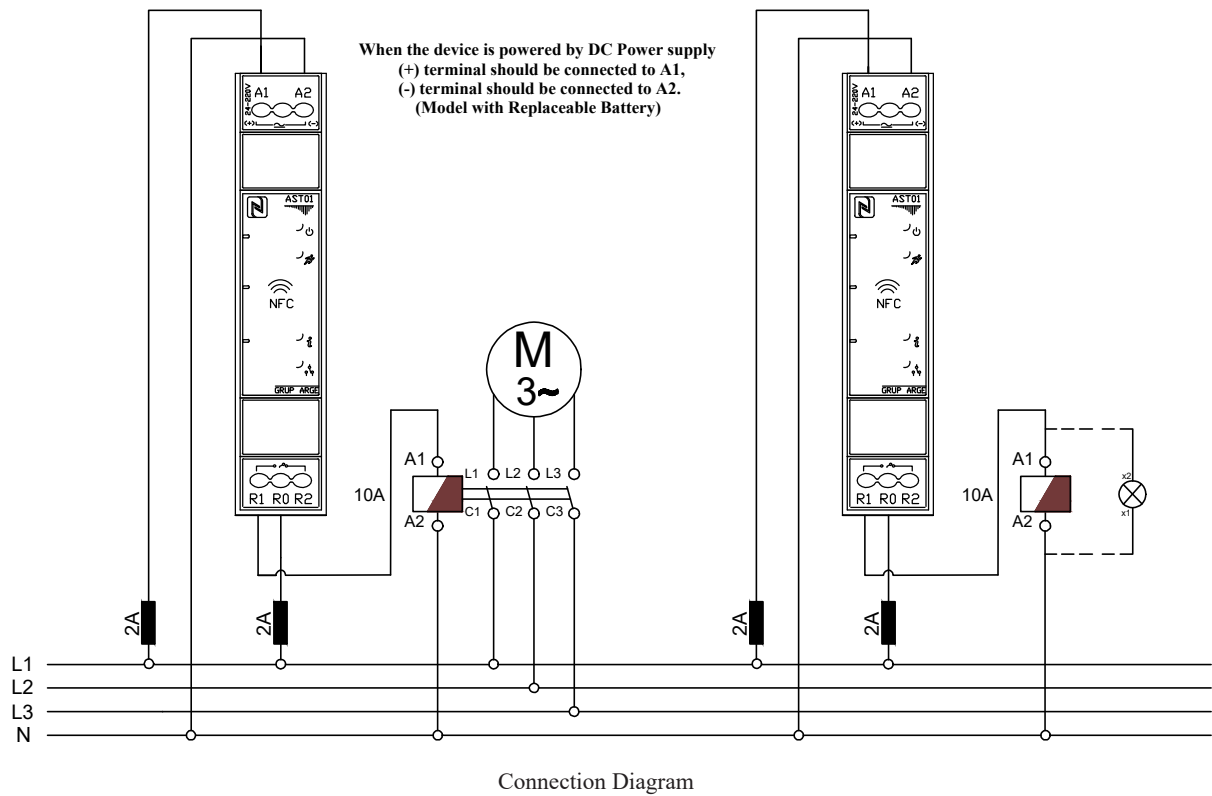 When the device is powered by DC Power supply
(+) terminal should be connected to A1,
(-) terminal should be connected to A2.
(Model with Replaceable Battery)
24-220V
A1 A2
(+) (-)
AST01
NFC
GRUP ARGE
R1 R0 R2
2A
2A
10A
A1
A2
M
3~
L1 L2 L3
C1 C2 C3
24-220V
A1 A2
(+) (-)
AST01
NFC
GRUP ARGE
R1 R0 R2
2A
2A
10A
A1
A2
x2
x1
L1
L2
L3
N
Connection Diagram